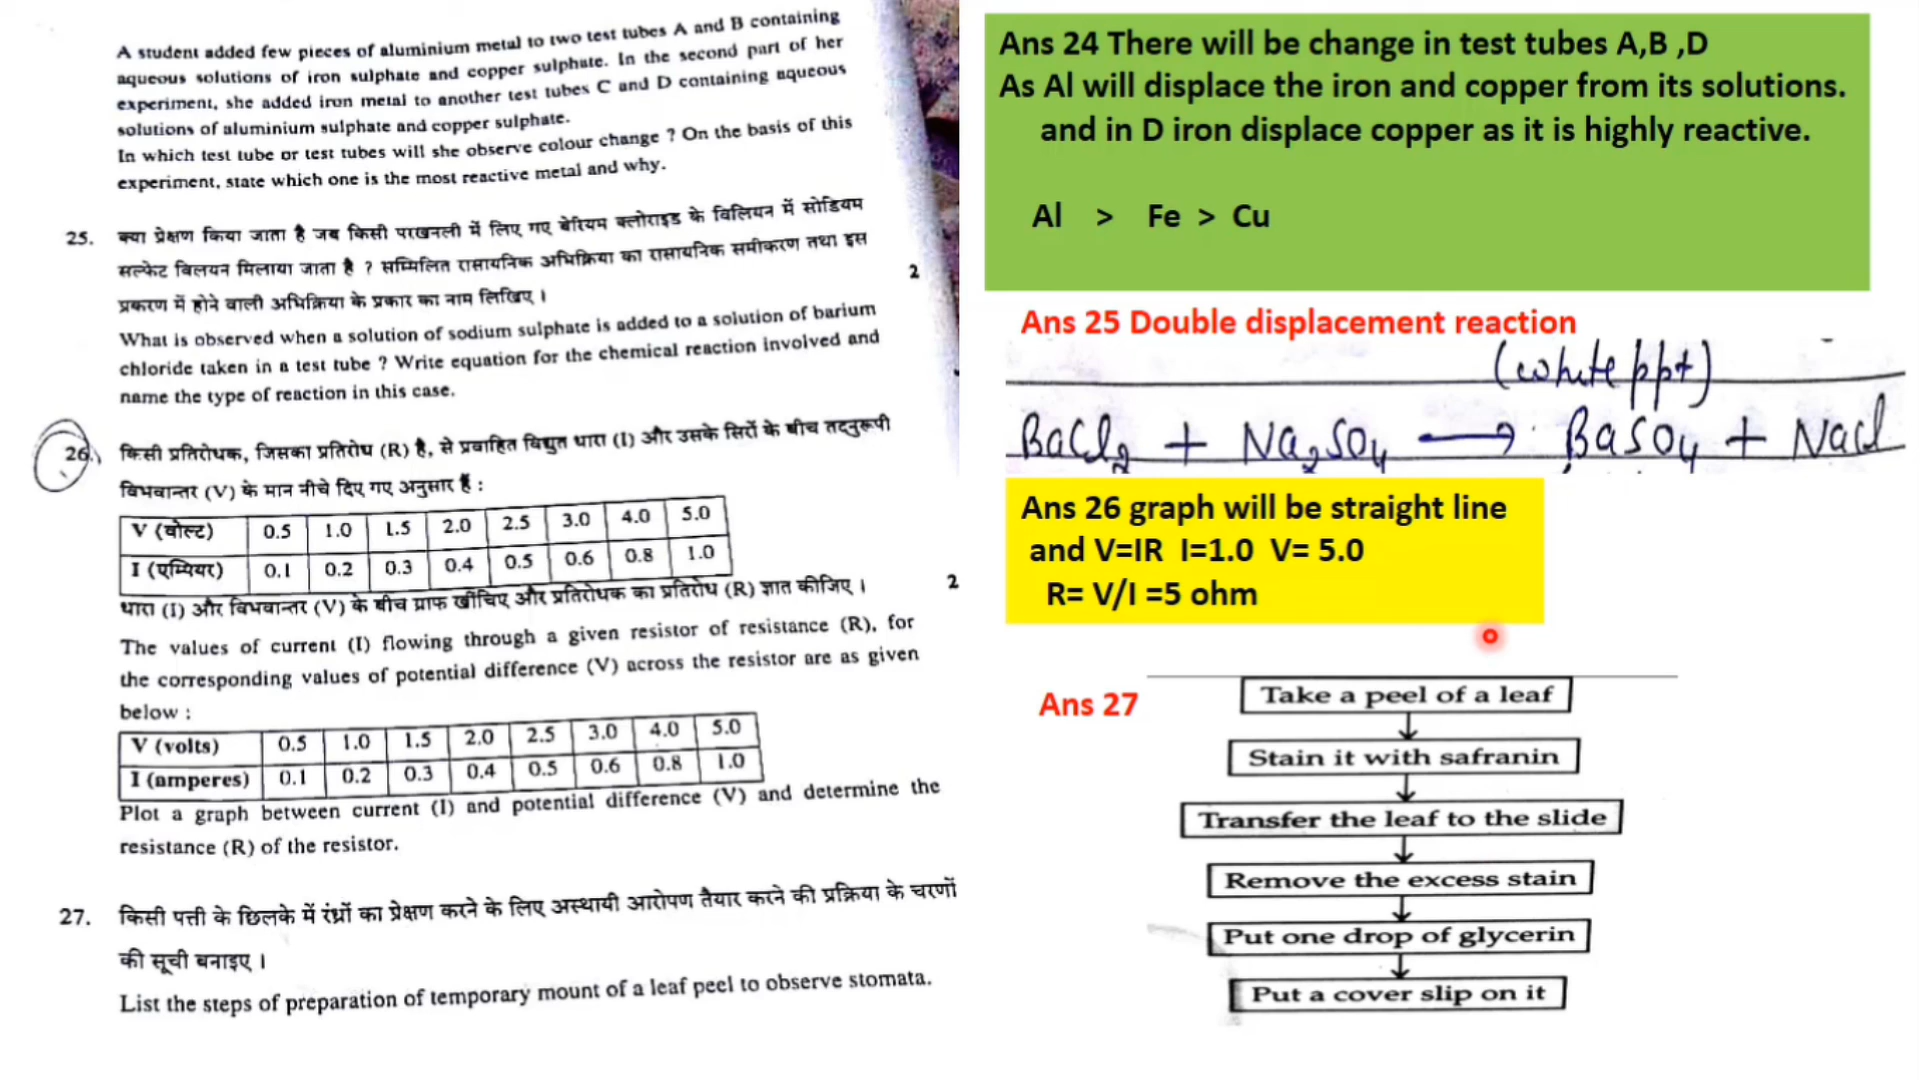 A student added few pieces of aluminium metal to two test tubes A and B containing
aqueous solutions of iron sulphate and copper sulphate. In the second part of her
experiment, she added iron metal to another test tubes C and D containing aqueous
solutions of aluminium sulphate and copper sulphate.
In which test tube or test tubes will she observe colour change ? On the basis of this
experiment, state which one is the most reactive metal and why.
25. क्या प्रेक्षण किया जाता है जब किसी परखनली में लिए गए बेरियम क्लोराइड के विलियन में सोडियम
सल्फेट विलयन मिलाया जाता है ? सम्मिलित रासायनिक अभिक्रिया का रासायनिक समीकरण तथा इस
प्रकरण में होने वाली अभिक्रिया के प्रकार का नाम लिखिए ।
2
What is observed when a solution of sodium sulphate is added to a solution of barium
chloride taken in a test tube ? Write equation for the chemical reaction involved and
name the type of reaction in this case.
26. किसी प्रतिरोधक, जिसका प्रतिरोध (R) है, से प्रवाहित विद्युत धारा (I) और उसके सिरों के बीच तदनुरूपी
विभवान्तर (V) के मान नीचे दिए गए अनुसार हैं :
V (वोल्ट) 0.5 1.0 1.5 2.0 2.5 3.0 4.0 5.0
I (एम्पियर) 0.1 0.2 0.3 0.4 0.5 0.6 0.8 1.0
धारा (I) और विभवान्तर (V) के बीच ग्राफ खींचिए और प्रतिरोधक का प्रतिरोध (R) ज्ञात कीजिए ।
2
The values of current (I) flowing through a given resistor of resistance (R), for
the corresponding values of potential difference (V) across the resistor are as given
below :
V (volts) 0.5 1.0 1.5 2.0 2.5 3.0 4.0 5.0
I (amperes) 0.1 0.2 0.3 0.4 0.5 0.6 0.8 1.0
Plot a graph between current (I) and potential difference (V) and determine the
resistance (R) of the resistor.
27. किसी पत्ती के छिलके में रंध्रों का प्रेक्षण करने के लिए अस्थायी आरोपण तैयार करने की प्रक्रिया के चरणों
की सूची बनाइए ।
List the steps of preparation of temporary mount of a leaf peel to observe stomata.
Ans 24 There will be change in test tubes A,B ,D
As Al will displace the iron and copper from its solutions.
and in D iron displace copper as it is highly reactive.
Al > Fe > Cu
Ans 25 Double displacement reaction
(white ppt)
BaCl₂ + Na₂SO₄ → BaSO₄ + NaCl
Ans 26 graph will be straight line
and V=IR I=1.0 V= 5.0
R= V/I =5 ohm
Ans 27
Take a peel of a leaf
Stain it with safranin
Transfer the leaf to the slide
Remove the excess stain
Put one drop of glycerin
Put a cover slip on it